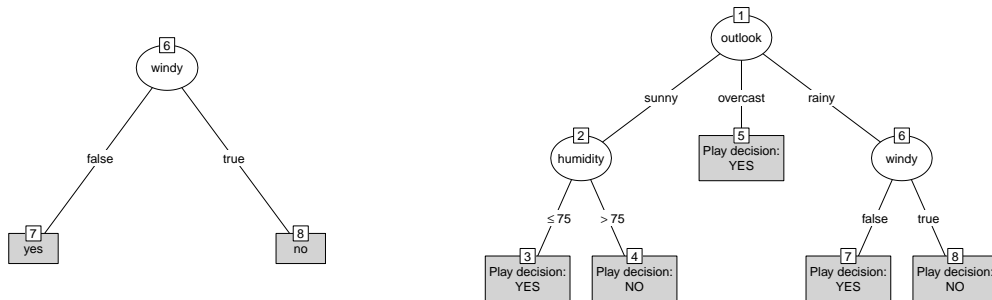 6
windy
false
true
7
yes
8
no
1
outlook
sunny
overcast
rainy
2
humidity
5
Play decision:
YES
6
windy
≤ 75
> 75
false
true
3
Play decision:
YES
4
Play decision:
NO
7
Play decision:
YES
8
Play decision:
NO